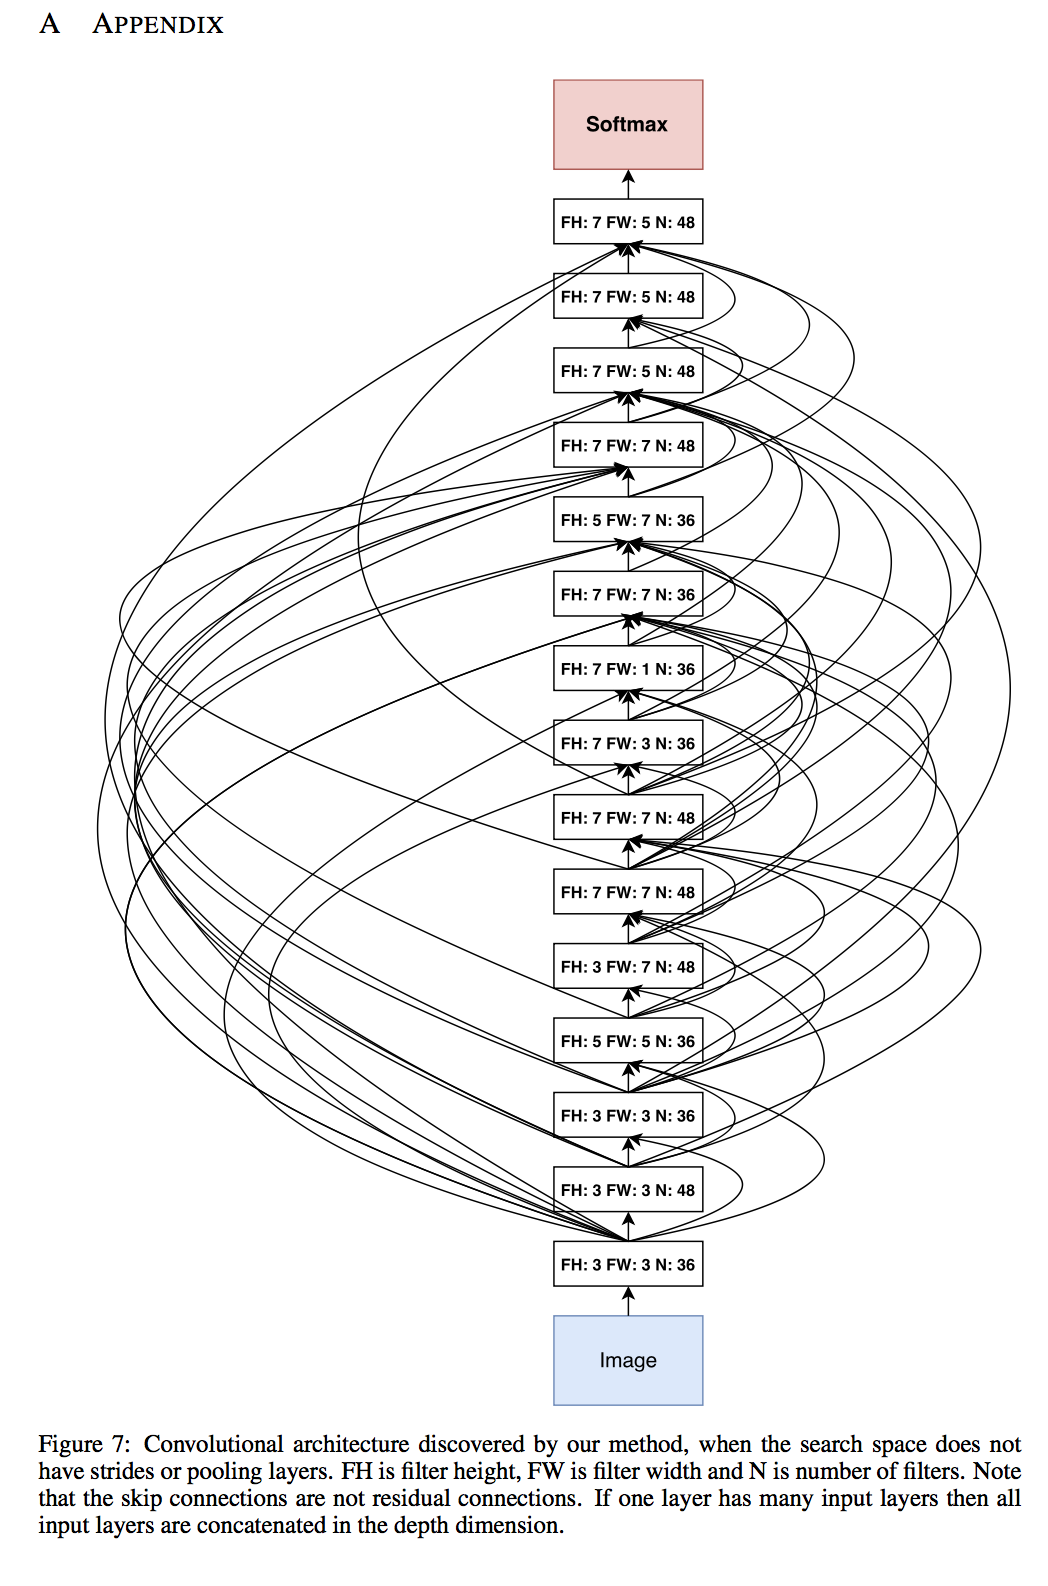 A APPENDIX
Softmax
FH: 7 FW: 5 N: 48
FH: 7 FW: 5 N: 48
FH: 7 FW: 5 N: 48
FH: 7 FW: 7 N: 48
FH: 5 FW: 7 N: 36
FH: 7 FW: 7 N: 36
FH: 7 FW: 1 N: 36
FH: 7 FW: 3 N: 36
FH: 7 FW: 7 N: 48
FH: 7 FW: 7 N: 48
FH: 3 FW: 7 N: 48
FH: 5 FW: 5 N: 36
FH: 3 FW: 3 N: 36
FH: 3 FW: 3 N: 48
FH: 3 FW: 3 N: 36
Image
Figure 7: Convolutional architecture discovered by our method, when the search space does not
have strides or pooling layers. FH is filter height, FW is filter width and N is number of filters. Note
that the skip connections are not residual connections. If one layer has many input layers then all
input layers are concatenated in the depth dimension.